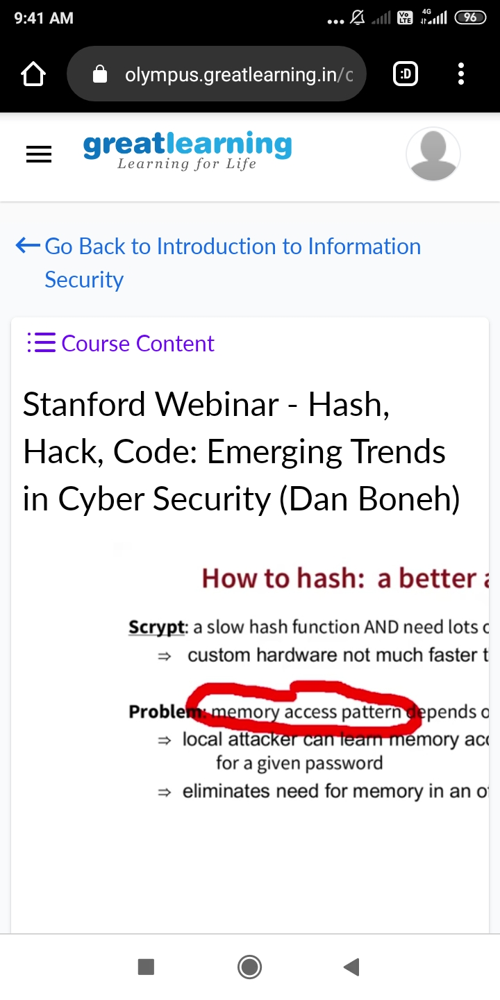 9:41 AM
Vo LTE 4G 96
olympus.greatlearning.in/c
:D
greatlearning
Learning for Life
Go Back to Introduction to Information
Security
Course Content
Stanford Webinar - Hash,
Hack, Code: Emerging Trends
in Cyber Security (Dan Boneh)
How to hash: a better
Scrypt: a slow hash function AND need lots
⇒ custom hardware not much faster t
Problem: memory access pattern depends o
⇒ local attacker can learn memory acc
for a given password
⇒ eliminates need for memory in an o